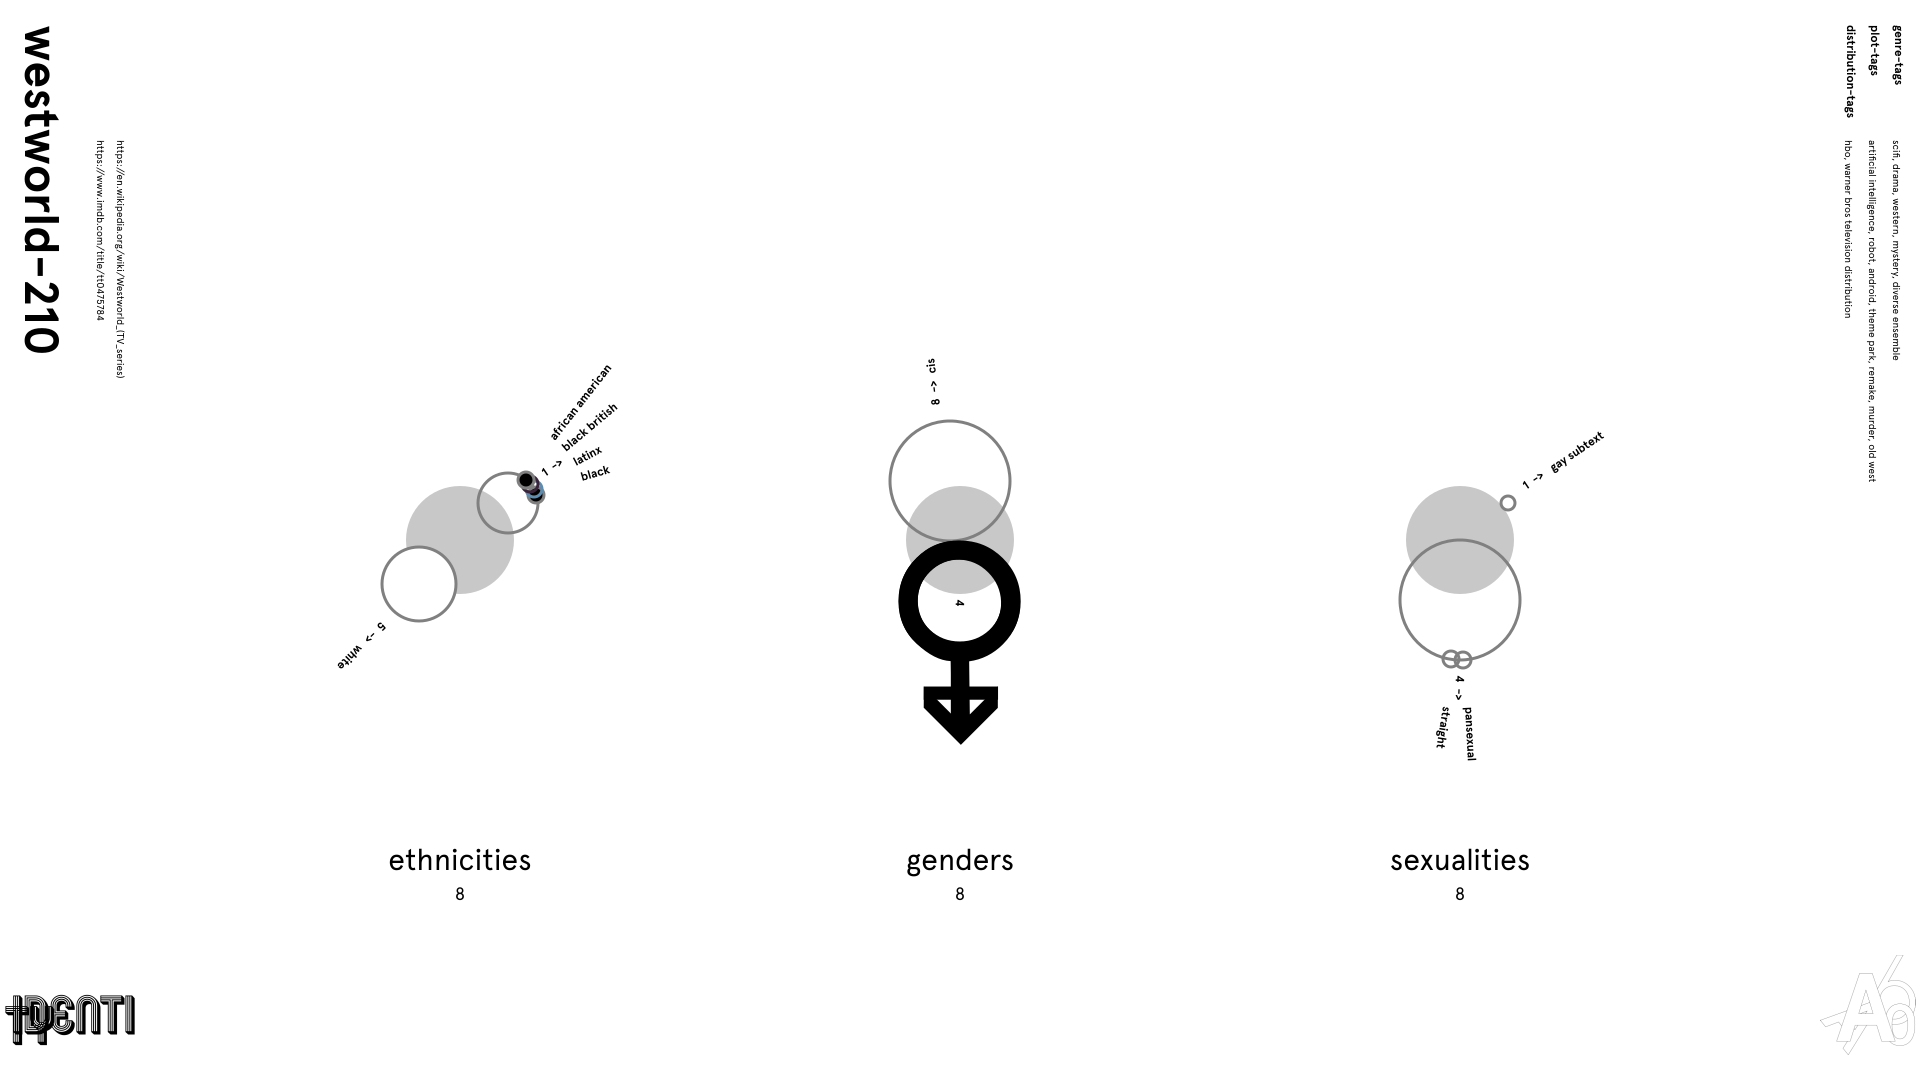 westworld-210
https://en.wikipedia.org/wiki/Westworld_(TV_series)
https://www.imdb.com/title/tt0475784
genre-tags
scifi, drama, western, mystery, diverse ensemble
plot-tags
artificial intelligence, robot, android, theme park, remake, murder, old west
distribution-tags
hbo, warner bros television distribution
african american
black british
1 -> latinx
black
5 -> white
8 -> cis
4
1 -> gay subtext
4 -> pansexual
straight
ethnicities
8
genders
8
sexualities
8
IDENTI